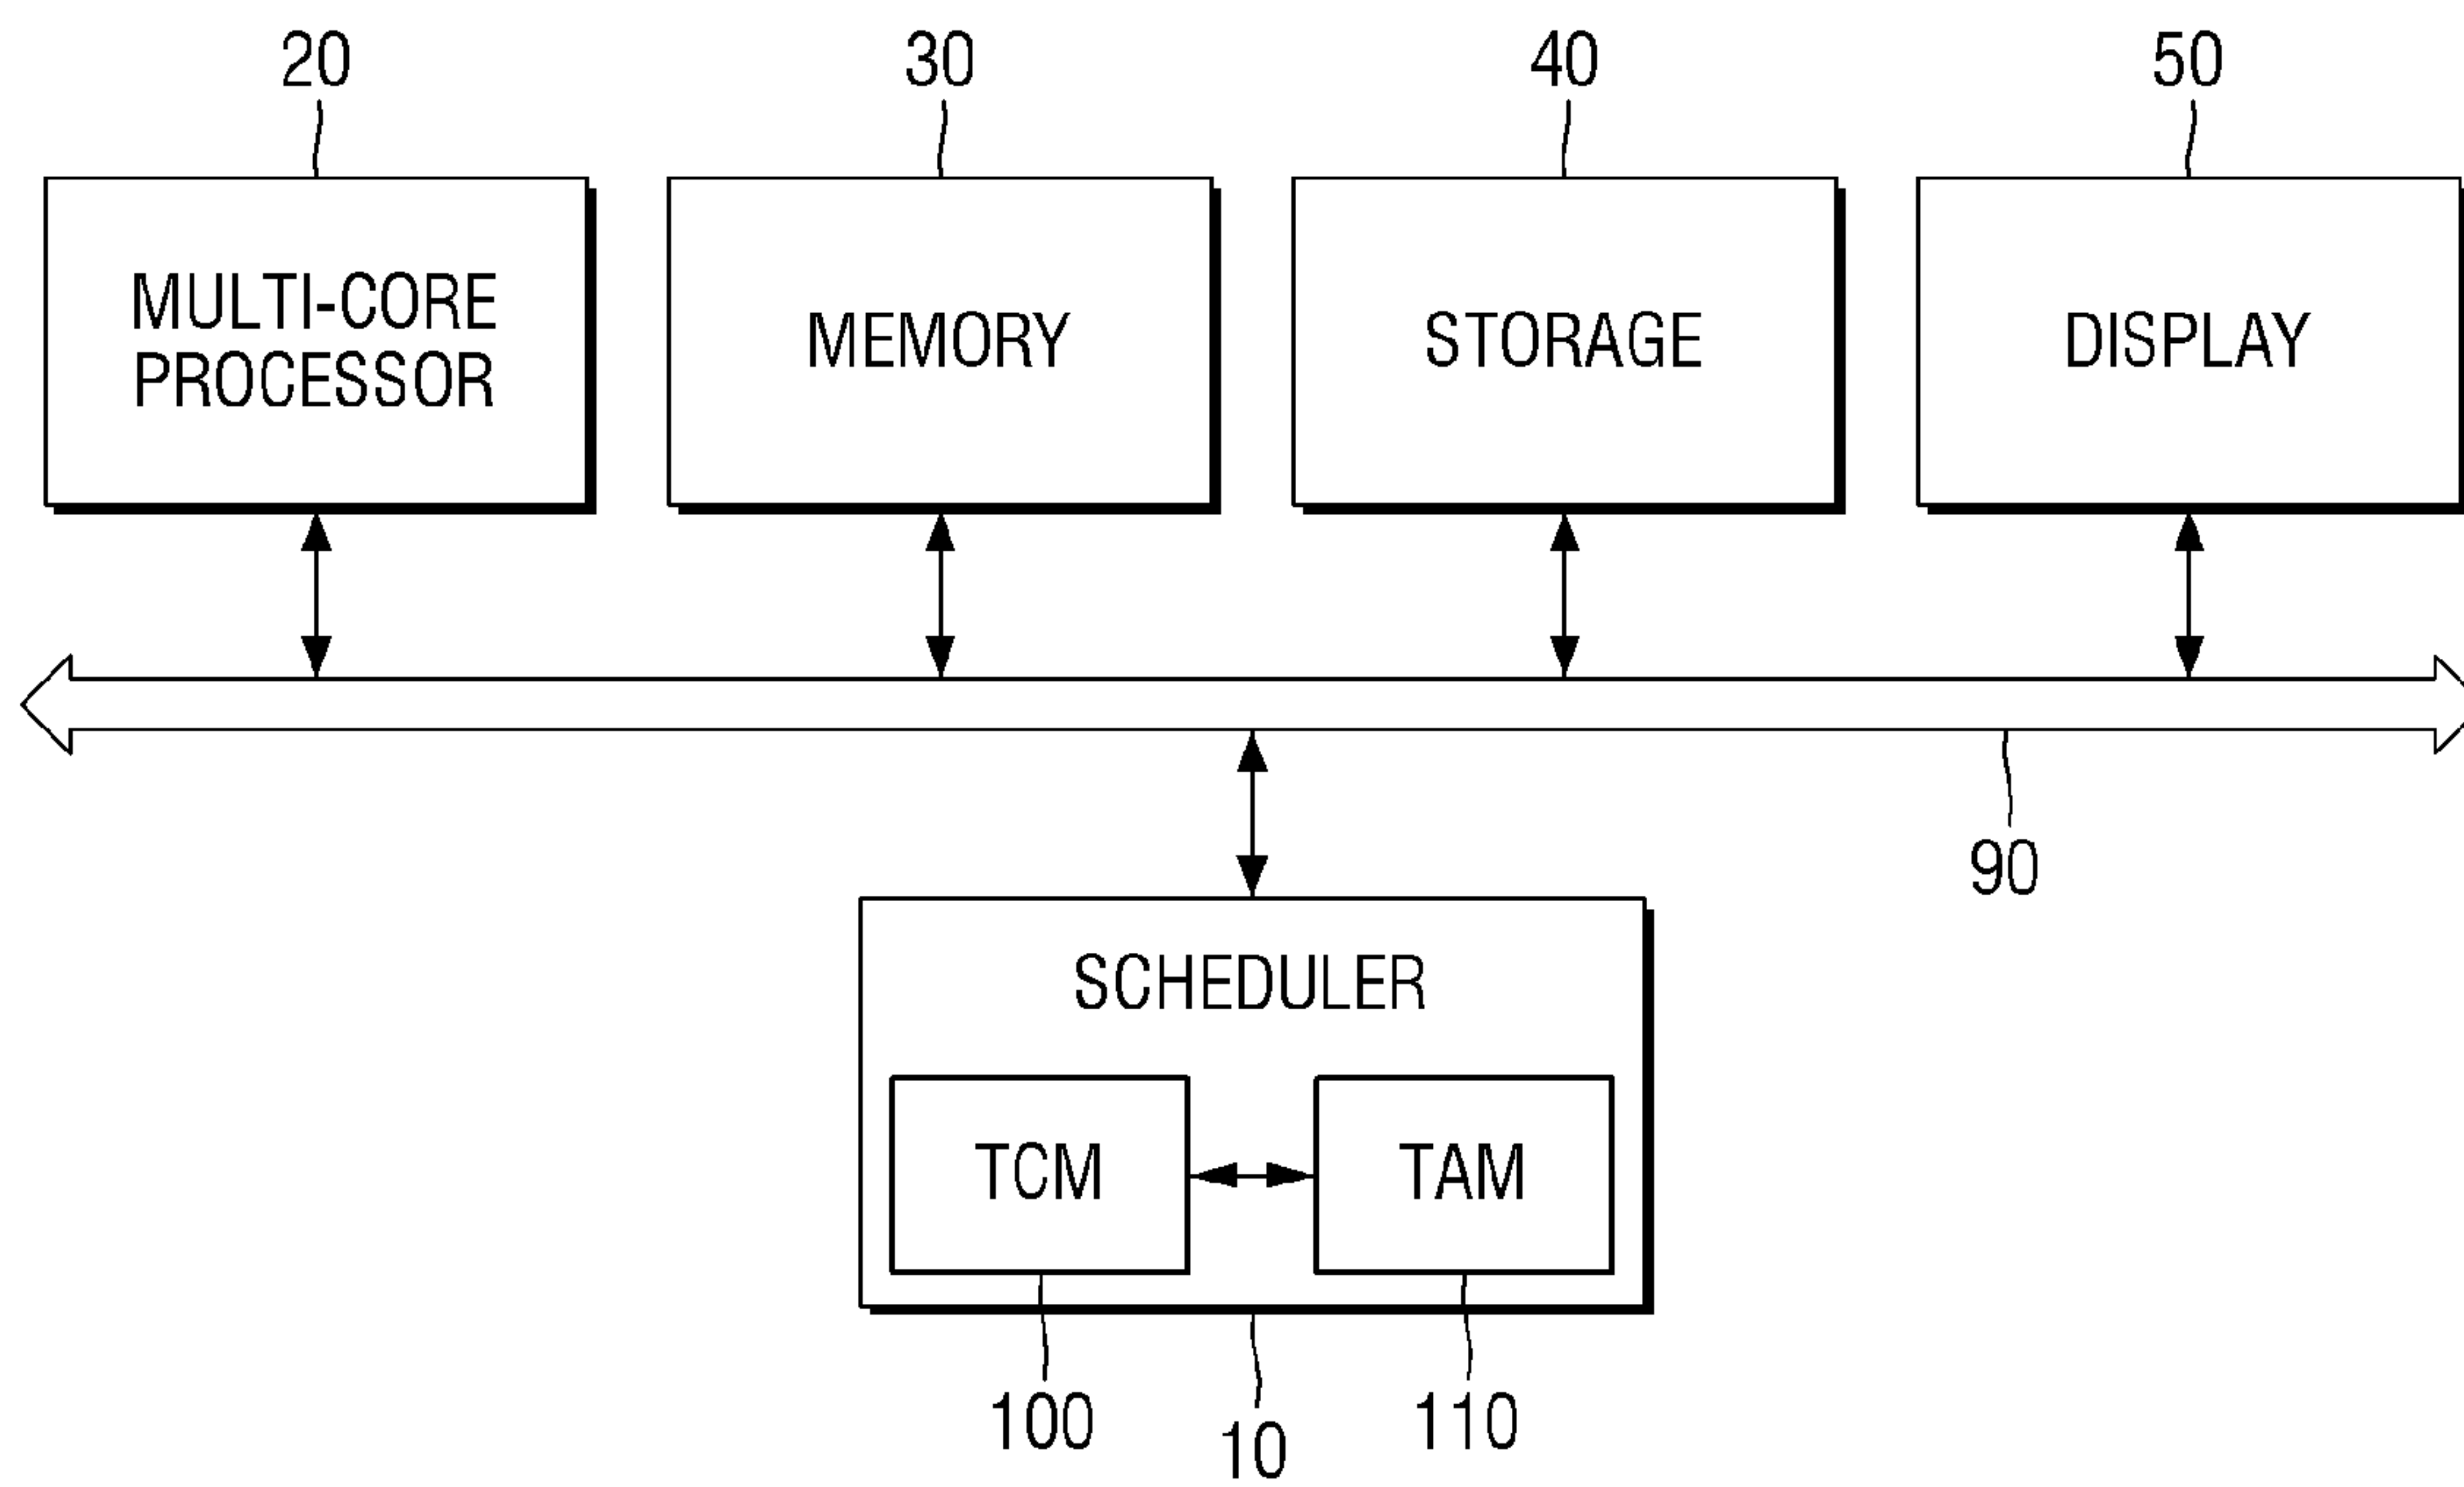 20
30
40
50
MULTI-CORE
PROCESSOR
MEMORY
STORAGE
DISPLAY
90
SCHEDULER
TCM
TAM
100
10
110